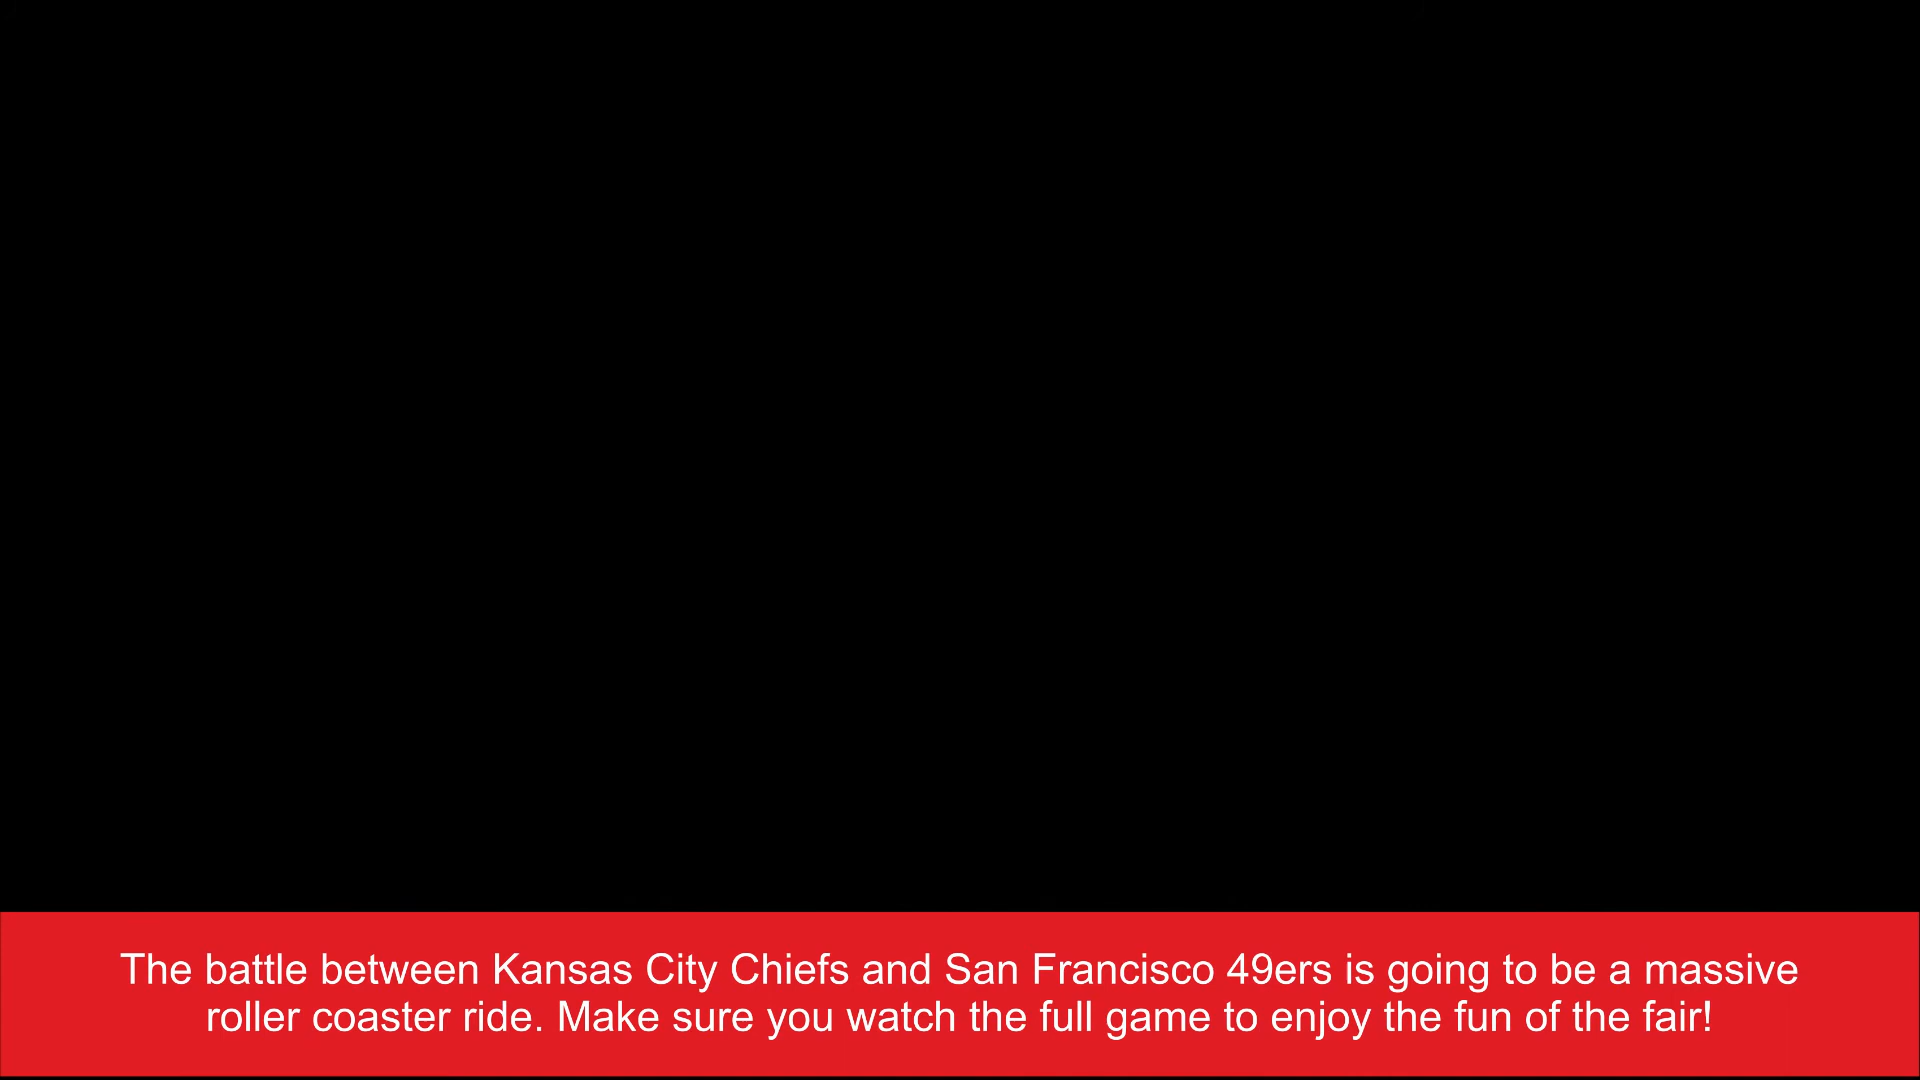 The battle between Kansas City Chiefs and San Francisco 49ers is going to be a massive
roller coaster ride. Make sure you watch the full game to enjoy the fun of the fair!